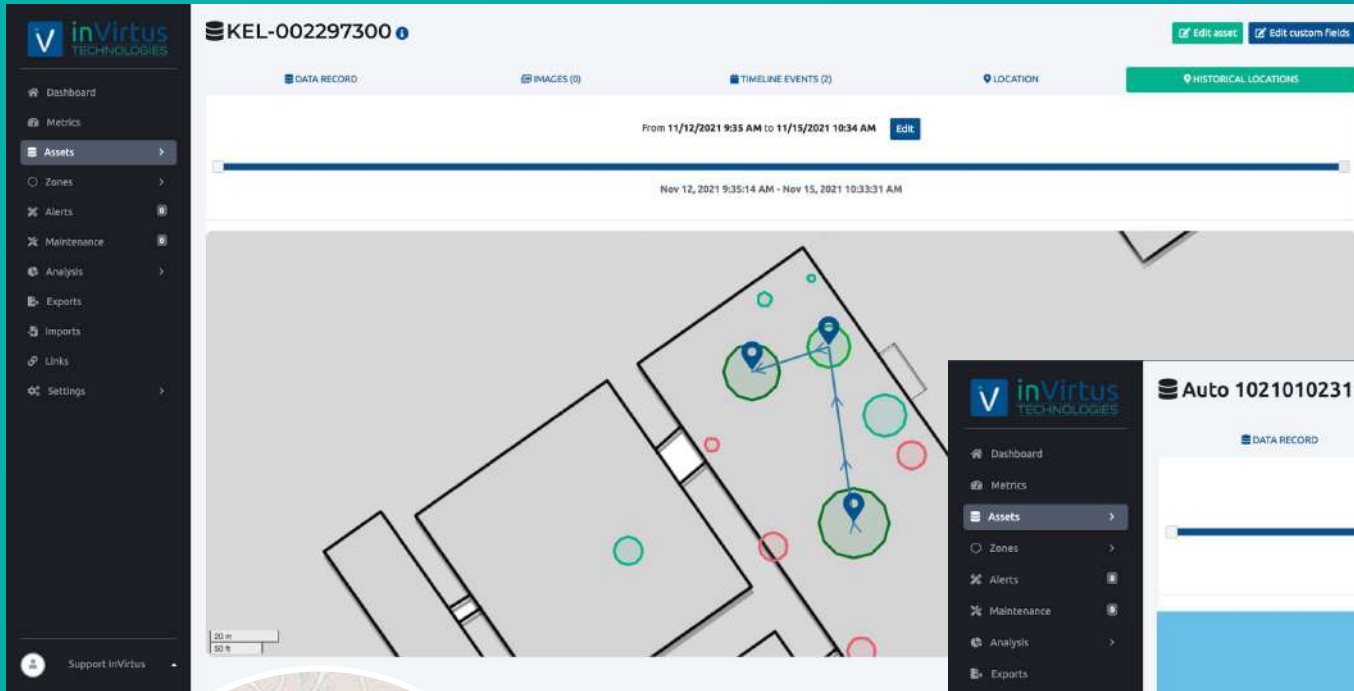 inVirtus
TECHNOLOGIES
Dashboard
Metrics
Assets
Zones
Alerts 0
Maintenance 0
Analysis
Exports
Imports
Links
Settings
Support InVirtus
KEL-002297300
Edit asset
Edit custom fields
DATA RECORD
IMAGES (0)
TIMELINE EVENTS (2)
LOCATION
HISTORICAL LOCATIONS
From 11/12/2021 9:35 AM to 11/15/2021 10:34 AM Edit
Nov 12, 2021 9:35:14 AM - Nov 15, 2021 10:33:31 AM
20 m
50 ft
inVirtus
TECHNOLOGIES
Dashboard
Metrics
Assets
Zones
Alerts 0
Maintenance 0
Analysis
Exports
Auto 1021010231
DATA RECORD